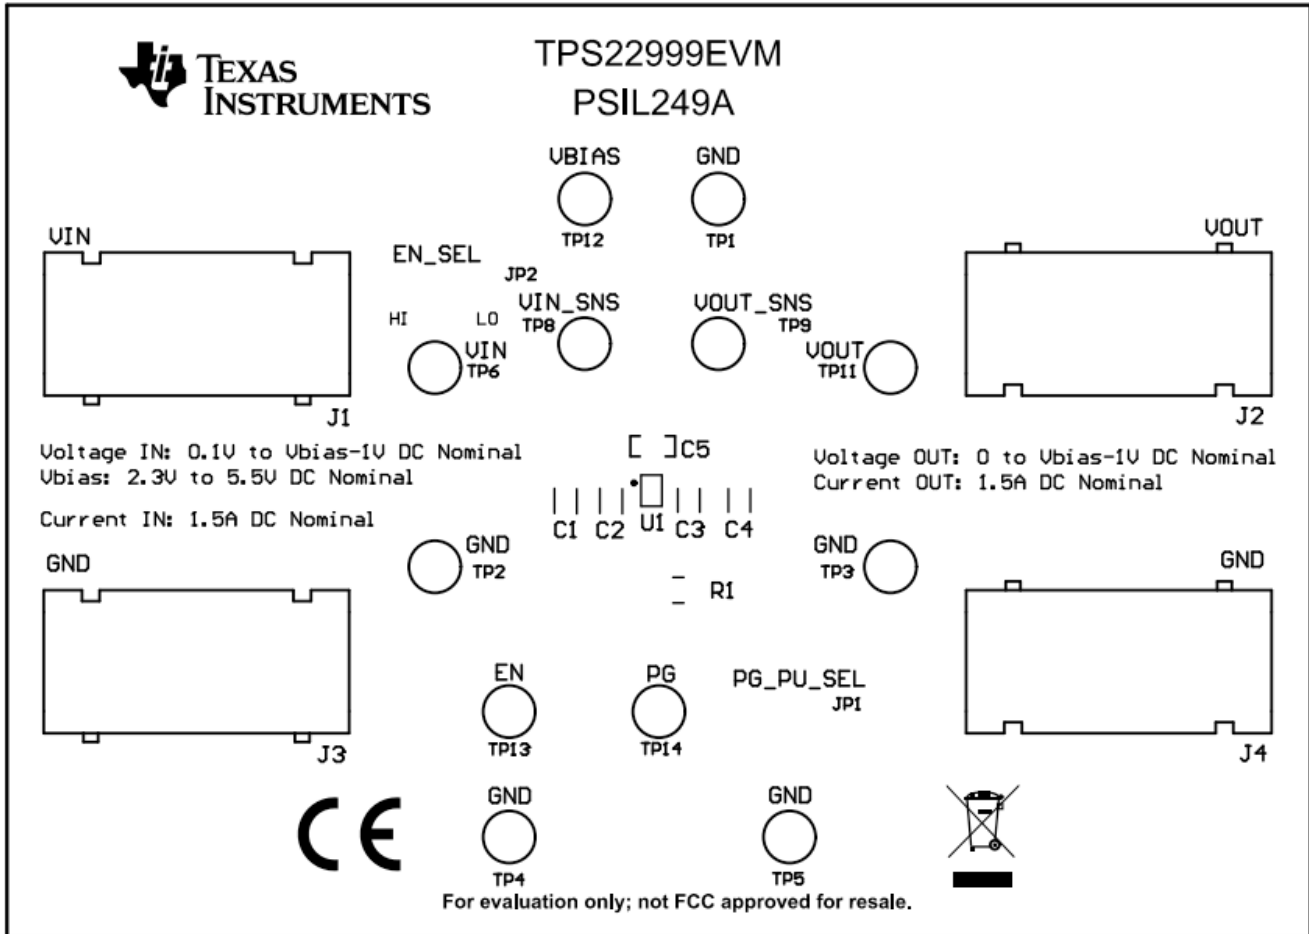 TEXAS
INSTRUMENTS
TPS22999EVM
PSIL249A
VBIAS
TP12
GND
TP1
VIN
J1
EN_SEL
JP2
HI
LO
VIN
TP6
VIN_SNS
TP8
VOUT_SNS
TP9
VOUT
TP11
VOUT
J2
Voltage IN: 0.1V to Vbias-1V DC Nominal
Vbias: 2.3V to 5.5V DC Nominal
Current IN: 1.5A DC Nominal
C5
C1
C2
U1
C3
C4
Voltage OUT: 0 to Vbias-1V DC Nominal
Current OUT: 1.5A DC Nominal
GND
J3
GND
TP2
R1
GND
TP3
GND
J4
EN
TP13
PG
TP14
PG_PU_SEL
JP1
CE
GND
TP4
GND
TP5
For evaluation only; not FCC approved for resale.